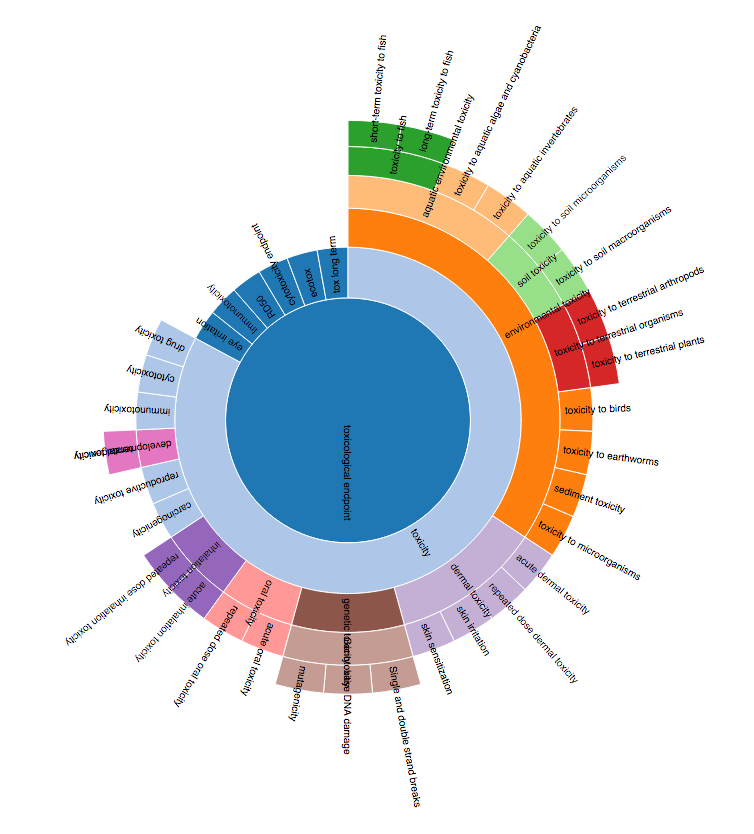 toxicological endpoint
toxicity
environmental toxicity
aquatic environmental toxicity
toxicity to fish
short-term toxicity to fish
long-term toxicity to fish
toxicity to aquatic algae and cyanobacteria
toxicity to aquatic invertebrates
soil toxicity
toxicity to soil microorganisms
toxicity to soil macroorganisms
toxicity to terrestrial organisms
toxicity to terrestrial arthropods
toxicity to terrestrial plants
toxicity to birds
toxicity to earthworms
sediment toxicity
toxicity to microorganisms
dermal toxicity
acute dermal toxicity
repeated dose dermal toxicity
skin irritation
skin sensitization
genetic toxicity
Single and double strand breaks
DNA damage
mutagenicity
oral toxicity
acute oral toxicity
repeated dose oral toxicity
inhalation toxicity
acute inhalation toxicity
repeated dose inhalation toxicity
carcinogenicity
reproductive toxicity
immunotoxicity
cytotoxicity
drug toxicity
eye irritation
immunotoxicity
RD50
cytotoxicity endpoint
ecotox
tox long term